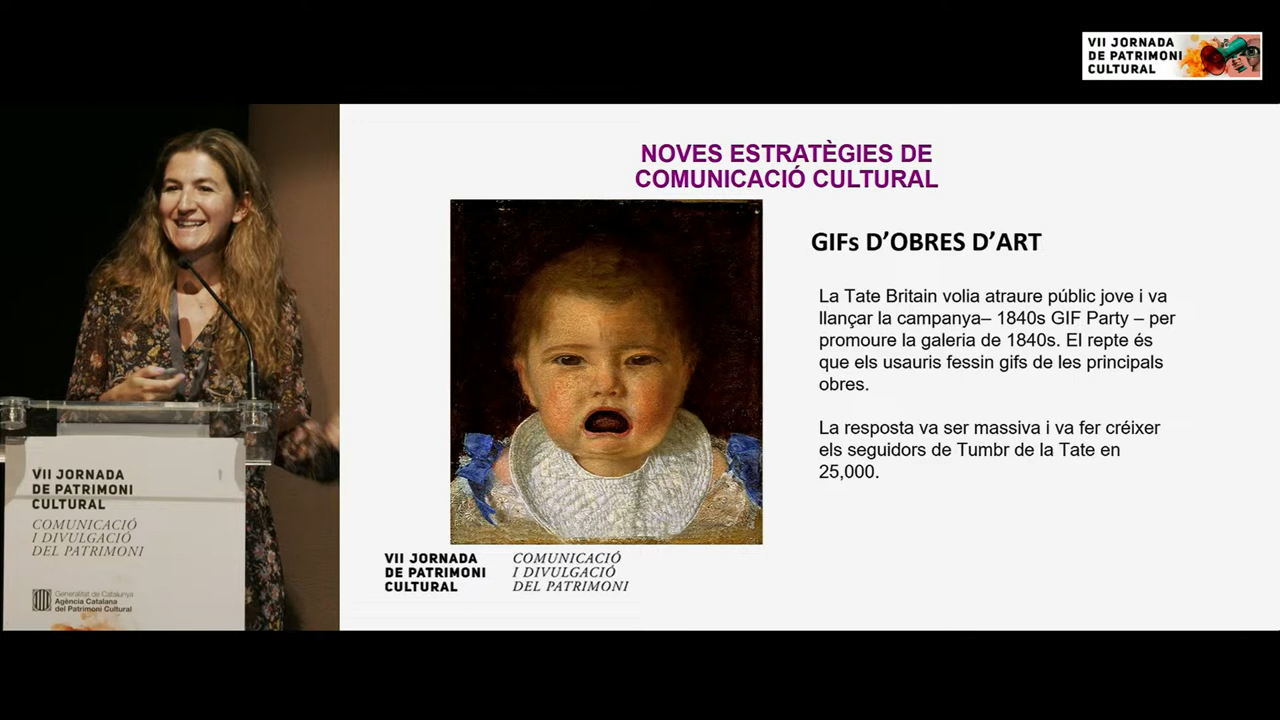 VII JORNADA
DE PATRIMONI
CULTURAL
NOVES ESTRATÈGIES DE
COMUNICACIÓ CULTURAL
GIFs D’OBRES D’ART
La Tate Britain volia atraure públic jove i va
llançar la campanya– 1840s GIF Party – per
promoure la galeria de 1840s. El repte és
que els usauris fessin gifs de les principals
obres.
La resposta va ser massiva i va fer créixer
els seguidors de Tumbr de la Tate en
25,000.
VII JORNADA
DE PATRIMONI
CULTURAL
COMUNICACIÓ
I DIVULGACIÓ
DEL PATRIMONI
VII JORNADA
DE PATRIMONI
CULTURAL
COMUNICACIÓ
I DIVULGACIÓ
DEL PATRIMONI
Generalitat de Catalunya
Agència Catalana
del Patrimoni Cultural